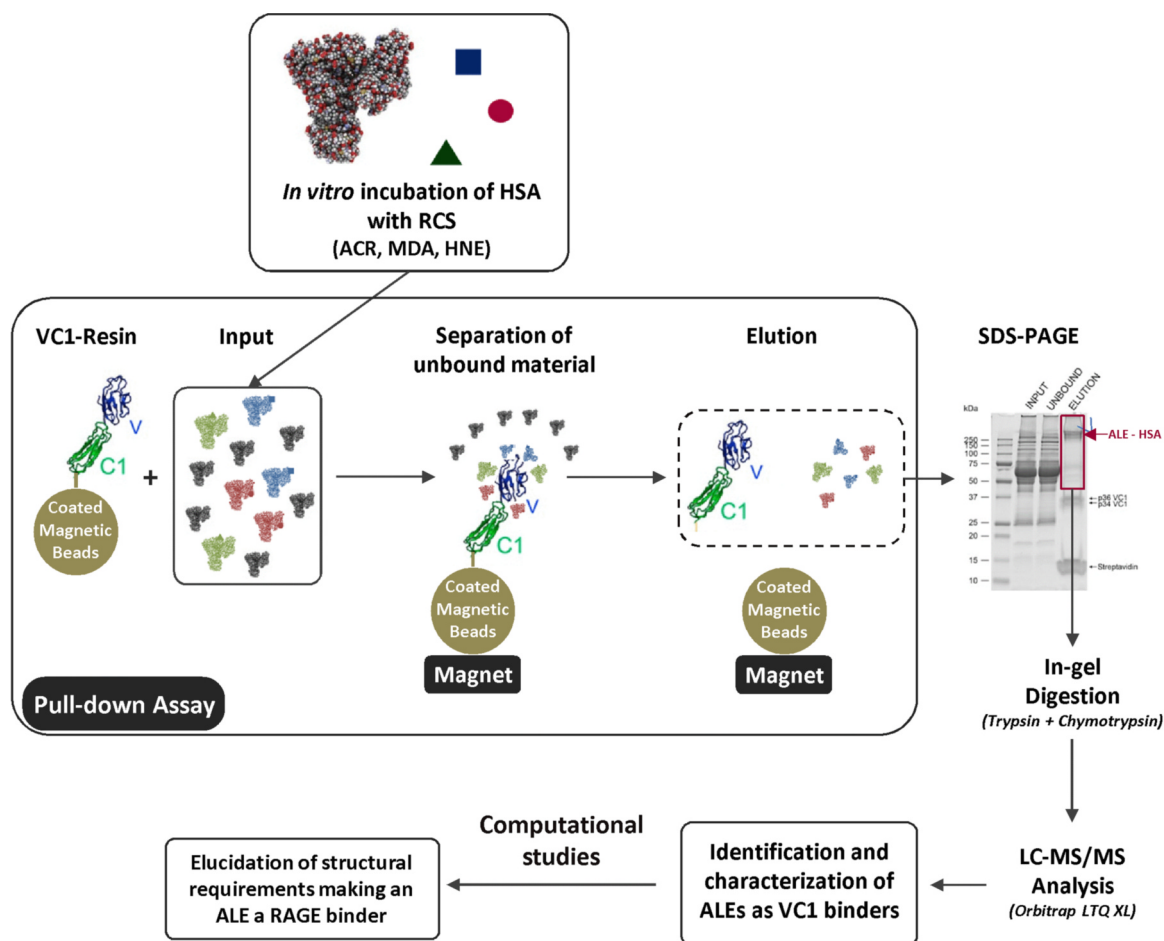 In vitro incubation of HSA
with RCS
(ACR, MDA, HNE)
VC1-Resin
Input
Separation of
unbound material
Elution
SDS-PAGE
V
C1
Coated
Magnetic
Beads
+
V
C1
Coated
Magnetic
Beads
Magnet
V
C1
Coated
Magnetic
Beads
Magnet
Pull-down Assay
INPUT
UNBOUND
ELUTION
kDa
250
150
100
75
50
37
25
20
15
10
ALE - HSA
p36 VC1
p34 VC1
Streptavidin
In-gel
Digestion
(Trypsin + Chymotrypsin)
LC-MS/MS
Analysis
(Orbitrap LTQ XL)
Identification and
characterization of
ALEs as VC1 binders
Computational
studies
Elucidation of structural
requirements making an
ALE a RAGE binder